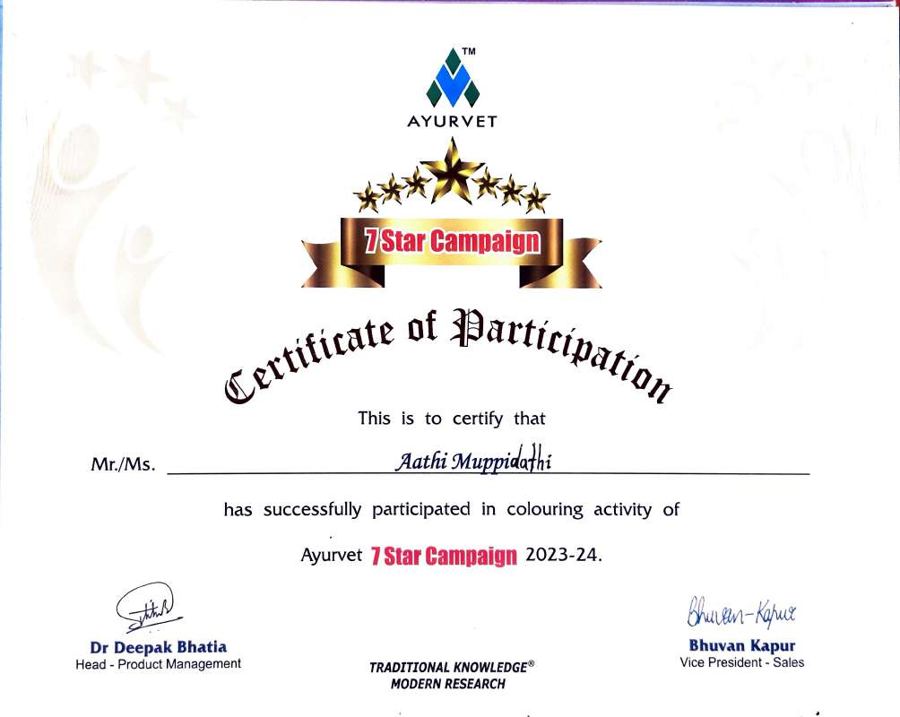 TM
AYURVET
7 Star Campaign
Certificate of Participation
This is to certify that
Mr./Ms. Aathi Muppidathi
has successfully participated in colouring activity of
Ayurvet 7 Star Campaign 2023-24.
Bhuvan-Kapur
Dr Deepak Bhatia
Head - Product Management
Bhuvan Kapur
Vice President - Sales
TRADITIONAL KNOWLEDGE®
MODERN RESEARCH